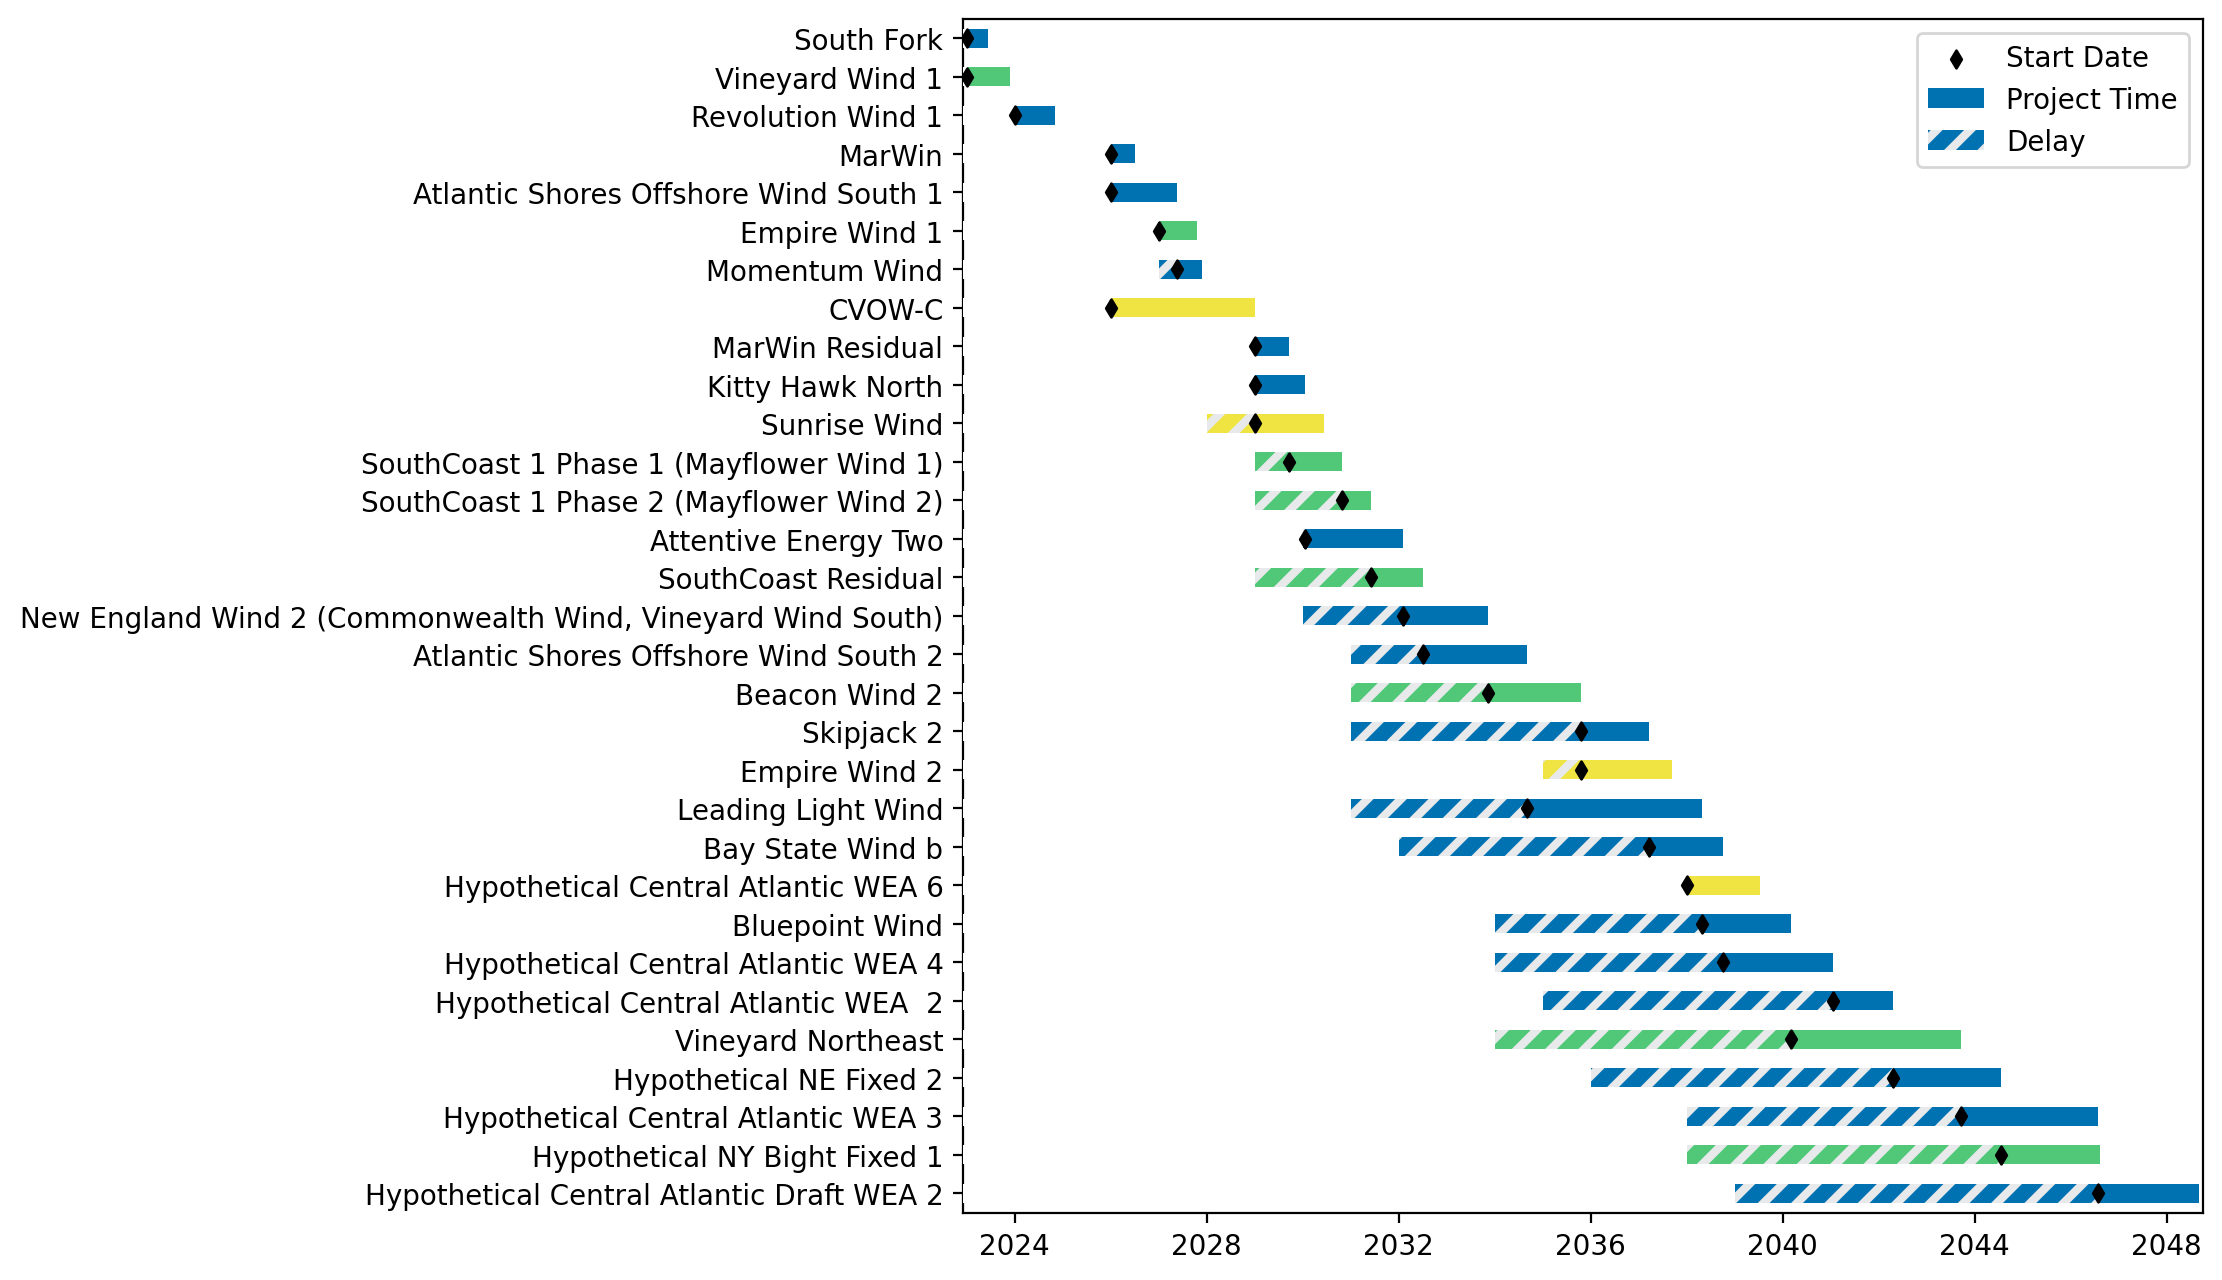 South Fork
Vineyard Wind 1
Revolution Wind 1
MarWin
Atlantic Shores Offshore Wind South 1
Empire Wind 1
Momentum Wind
CVOW-C
MarWin Residual
Kitty Hawk North
Sunrise Wind
SouthCoast 1 Phase 1 (Mayflower Wind 1)
SouthCoast 1 Phase 2 (Mayflower Wind 2)
Attentive Energy Two
SouthCoast Residual
New England Wind 2 (Commonwealth Wind, Vineyard Wind South)
Atlantic Shores Offshore Wind South 2
Beacon Wind 2
Skipjack 2
Empire Wind 2
Leading Light Wind
Bay State Wind b
Hypothetical Central Atlantic WEA 6
Bluepoint Wind
Hypothetical Central Atlantic WEA 4
Hypothetical Central Atlantic WEA  2
Vineyard Northeast
Hypothetical NE Fixed 2
Hypothetical Central Atlantic WEA 3
Hypothetical NY Bight Fixed 1
Hypothetical Central Atlantic Draft WEA 2
Start Date
Project Time
Delay
2024 2028 2032 2036 2040 2044 2048